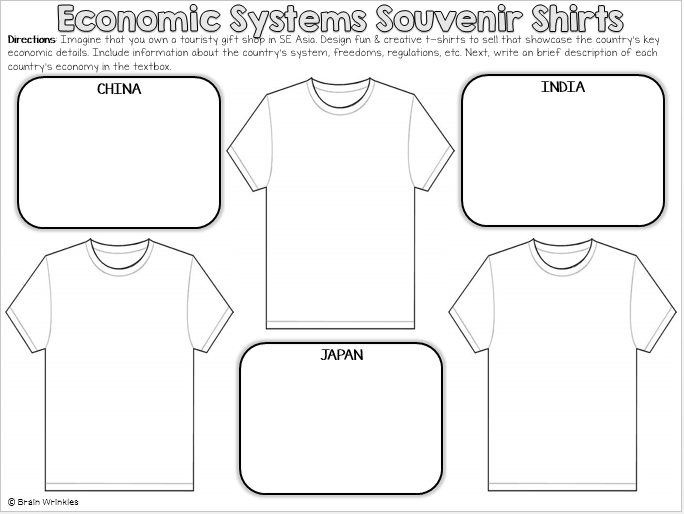 Economic Systems Souvenir Shirts
Directions: Imagine that you own a touristy gift shop in SE Asia. Design fun & creative t-shirts to sell that showcase the country's key
economic details. Include information about the country's system, freedoms, regulations, etc. Next, write an brief description of each
country's economy in the textbox.
CHINA
INDIA
JAPAN
© Brain Wrinkles